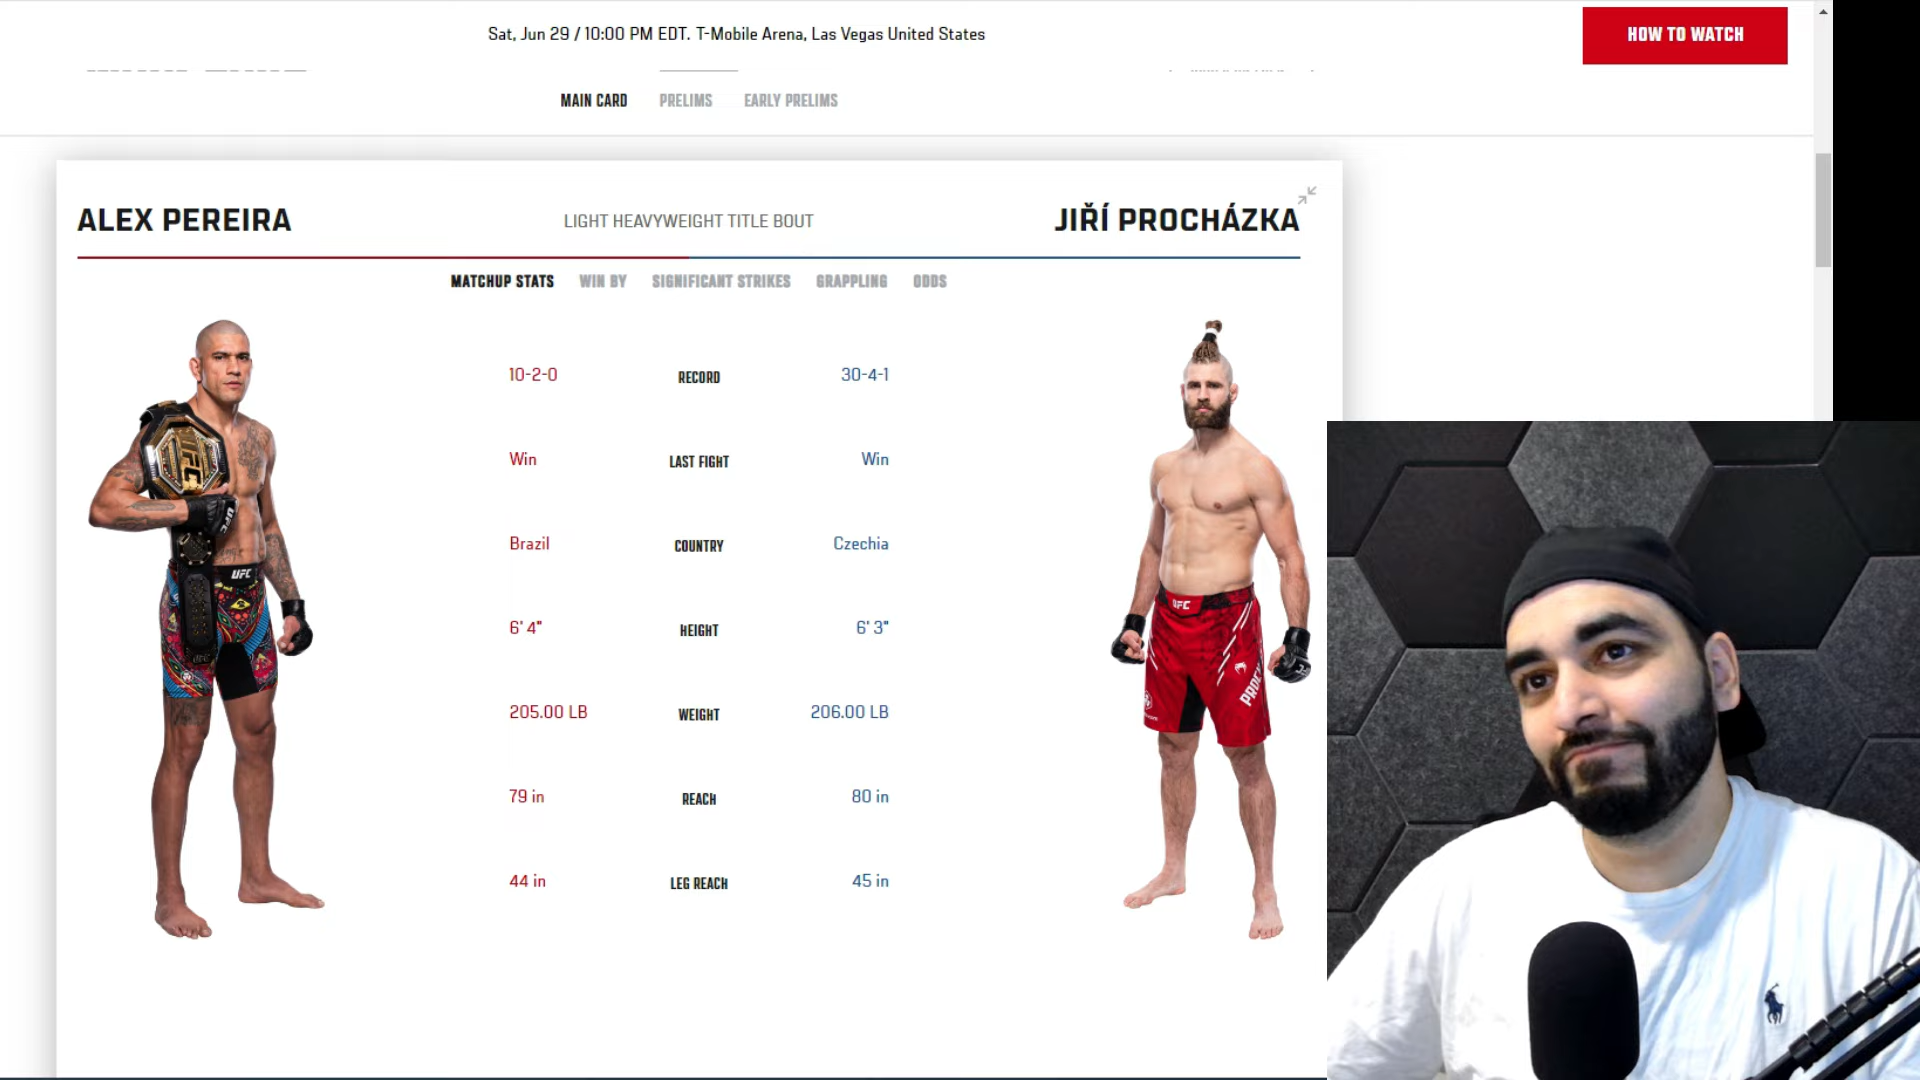 Sat, Jun 29 / 10:00 PM EDT. T-Mobile Arena, Las Vegas United States
HOW TO WATCH
MAIN CARD PRELIMS EARLY PRELIMS
ALEX PEREIRA LIGHT HEAVYWEIGHT TITLE BOUT JIŘÍ PROCHÁZKA
MATCHUP STATS WIN BY SIGNIFICANT STRIKES GRAPPLING ODDS
10-2-0 RECORD 30-4-1
Win LAST FIGHT Win
Brazil COUNTRY Czechia
6' 4" HEIGHT 6' 3"
205.00 LB WEIGHT 206.00 LB
79 in REACH 80 in
44 in LEG REACH 45 in
UFC
UFC
UFC
UFC
PROC